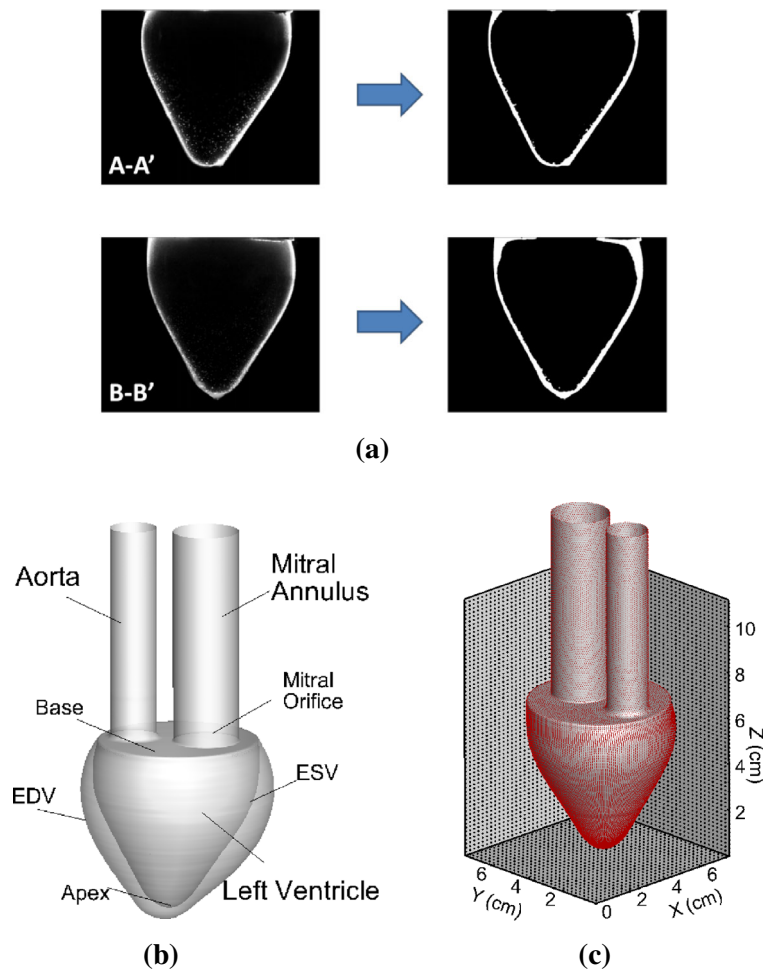 A-A’
B-B’
(a)
Aorta
Mitral
Annulus
Mitral
Orifice
Base
ESV
EDV
Apex
Left Ventricle
(b)
10
8
6
4
2
Z (cm)
6
4
2
Y (cm)
0
2
4
6
X (cm)
(c)